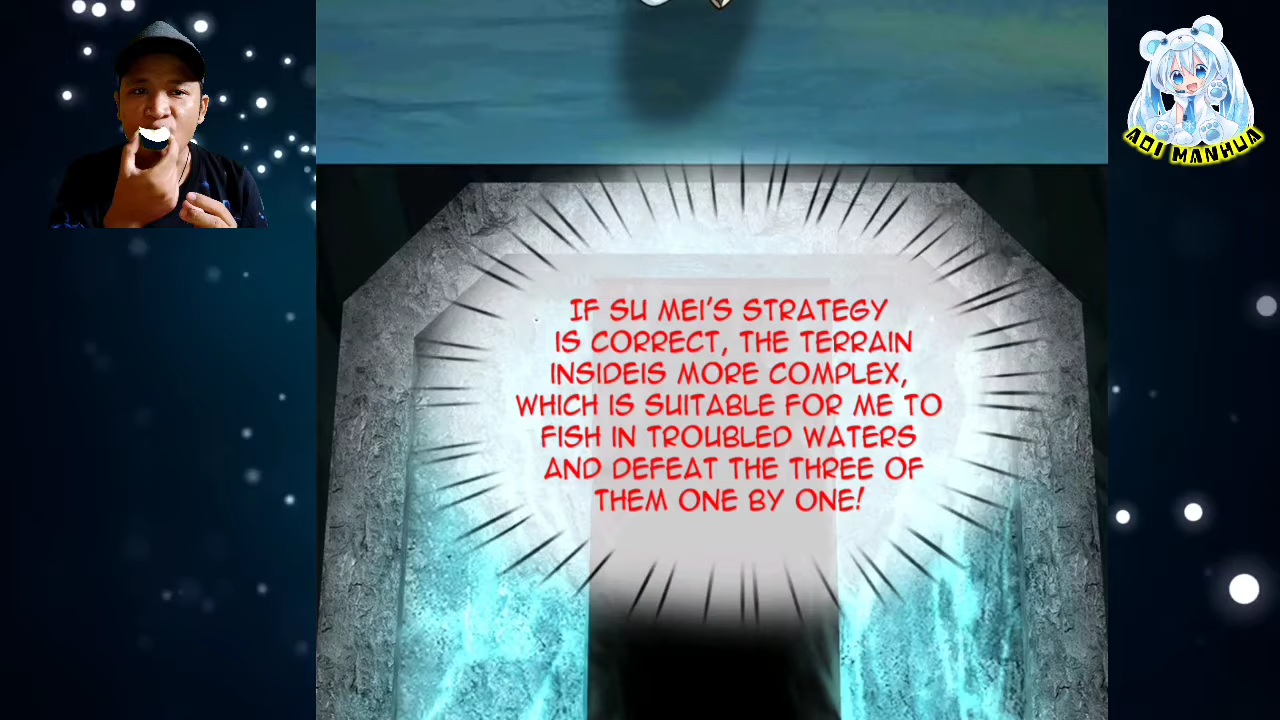 AOI MANHUA
IF SU MEI'S STRATEGY
IS CORRECT, THE TERRAIN
INSIDEIS MORE COMPLEX,
WHICH IS SUITABLE FOR ME TO
FISH IN TROUBLED WATERS
AND DEFEAT THE THREE OF
THEM ONE BY ONE!